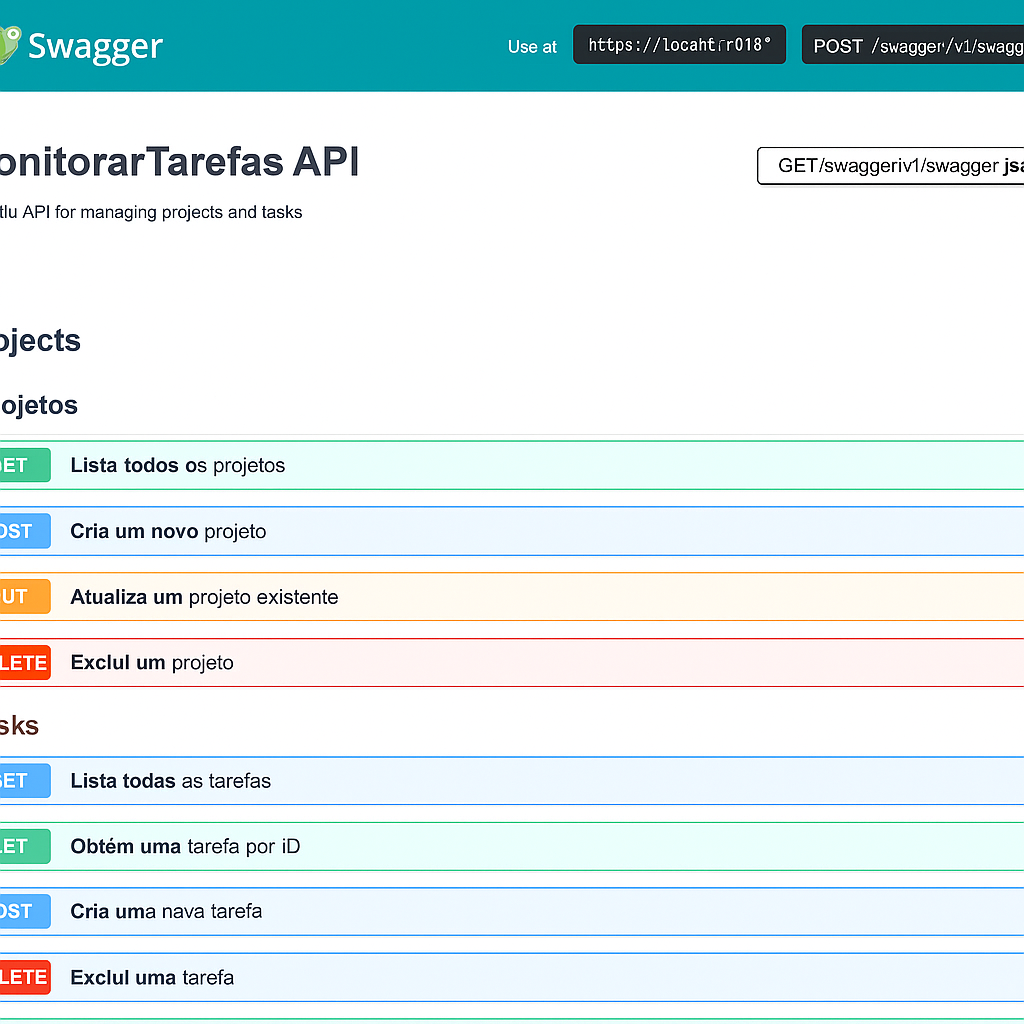 Swagger
Use at https://locahtfr018° POST /swagger/v1/swagg
onitorarTarefas API
GET/swaggeriv1/swagger jsa
tlu API for managing projects and tasks
ojects
ojetos
GET Lista todos os projetos
OST Cria um novo projeto
UT Atualiza um projeto existente
LETE Exclul um projeto
sks
GET Lista todas as tarefas
LET Obtém uma tarefa por iD
OST Cria uma nava tarefa
LETE Exclul uma tarefa